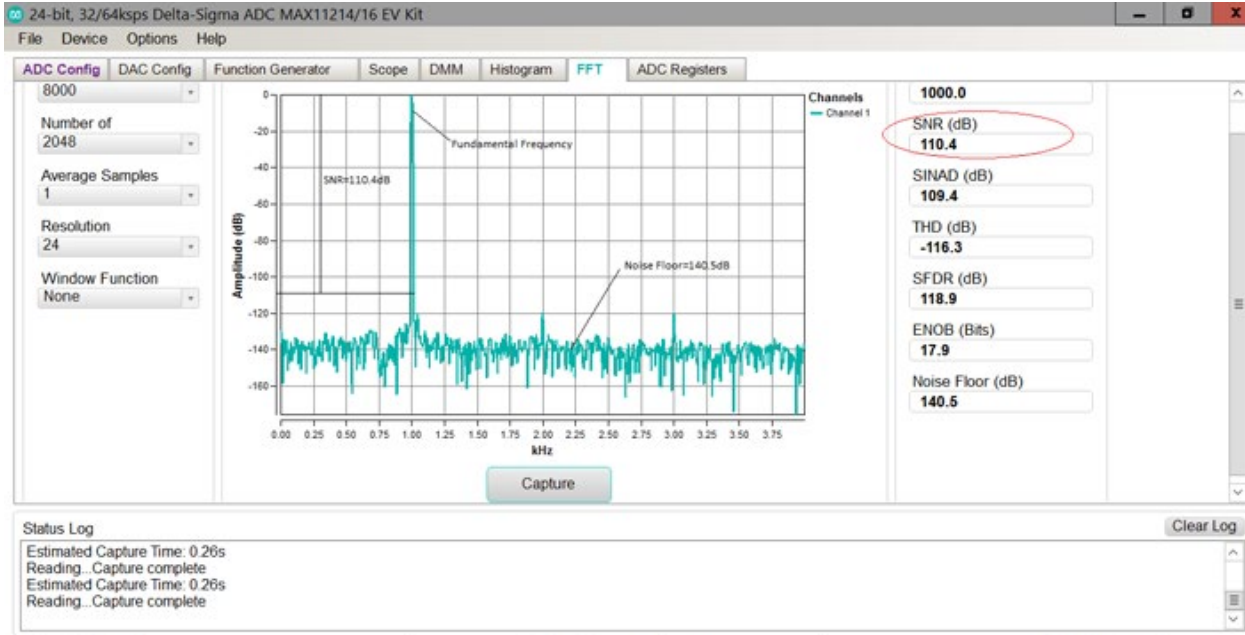 24-bit, 32/64ksps Delta-Sigma ADC MAX11214/16 EV Kit
File Device Options Help
ADC Config DAC Config Function Generator Scope DMM Histogram FFT ADC Registers
8000
Number of
2048
Average Samples
1
Resolution
24
Window Function
None
Amplitude (dB)
0
-20
-40
-60
-80
-100
-120
-140
-160
Fundamental Frequency
SNR=110.4dB
Noise Floor=140.5dB
0.00 0.25 0.50 0.75 1.00 1.25 1.50 1.75 2.00 2.25 2.50 2.75 3.00 3.25 3.50 3.75
kHz
Channels
Channel 1
Capture
1000.0
SNR (dB)
110.4
SINAD (dB)
109.4
THD (dB)
-116.3
SFDR (dB)
118.9
ENOB (Bits)
17.9
Noise Floor (dB)
140.5
Status Log
Clear Log
Estimated Capture Time: 0.26s
Reading...Capture complete
Estimated Capture Time: 0.26s
Reading...Capture complete